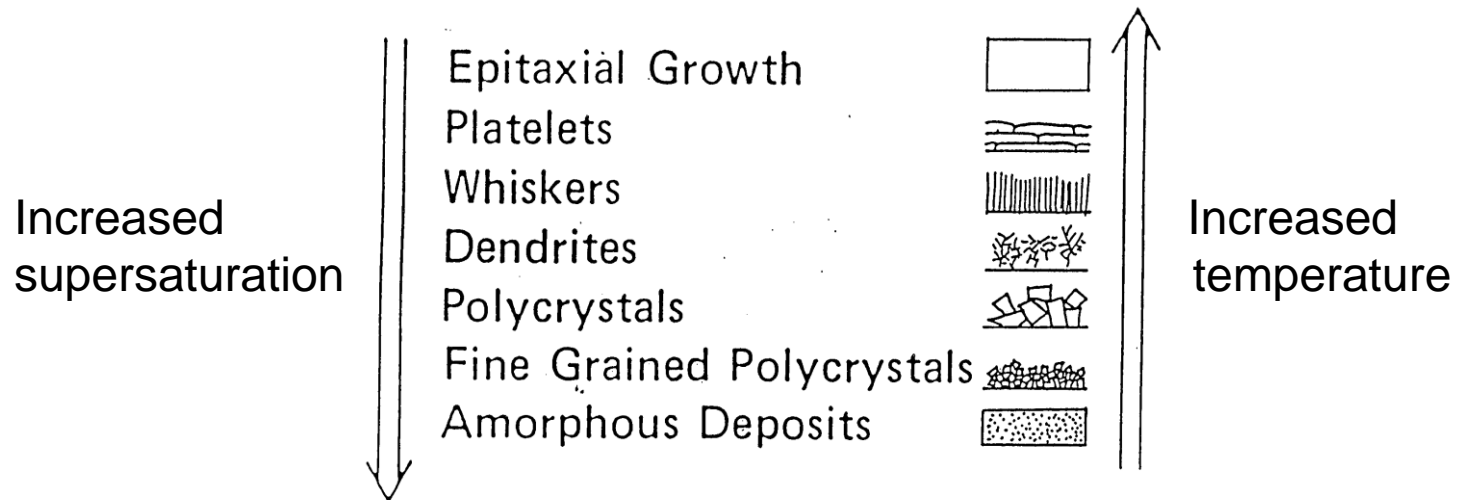 Epitaxial Growth
Platelets
Whiskers
Dendrites
Polycrystals
Fine Grained Polycrystals
Amorphous Deposits
Increased
supersaturation
Increased
temperature